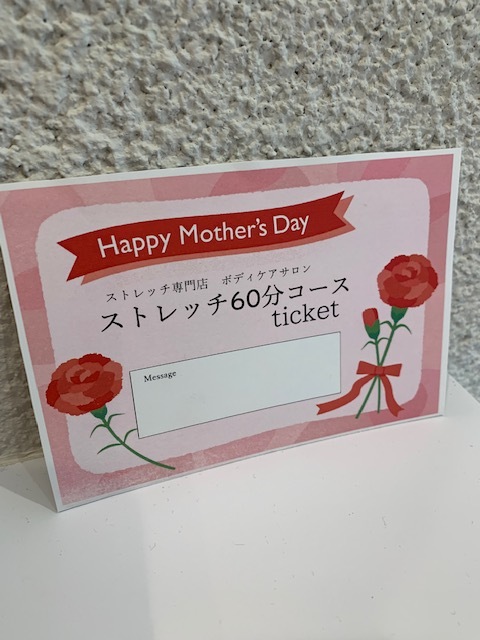 Happy Mother's Day
ストレッチ専門店 ボディケアサロン
ストレッチ60分コース
ticket
Message